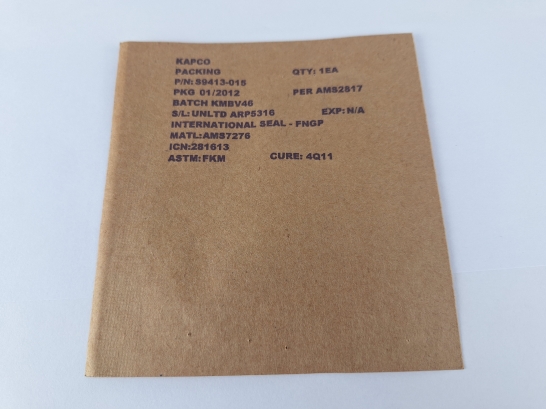 KAPCO
PACKING QTY: 1EA
P/N: S9413-015
PKG 01/2012 PER AMS2817
BATCH KMBV46
S/L: UNLTD ARP5316 EXP: N/A
INTERNATIONAL SEAL - FNGP
MATL: AMS7276
ICN:281613
ASTM: FKM CURE: 4Q11